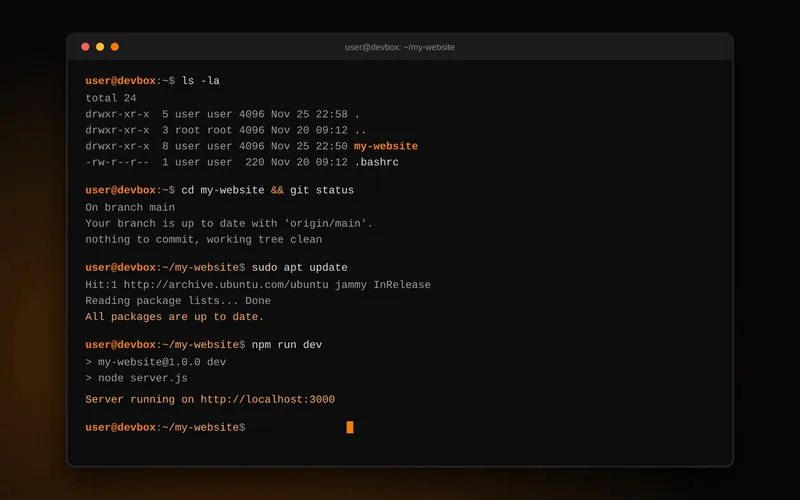 user@devbox: ~/my-website
user@devbox:~$ ls -la
total 24
drwxr-xr-x  5 user user 4096 Nov 25 22:58 .
drwxr-xr-x  3 root root 4096 Nov 20 09:12 ..
drwxr-xr-x  8 user user 4096 Nov 25 22:50 my-website
-rw-r--r--  1 user user  220 Nov 20 09:12 .bashrc
user@devbox:~$ cd my-website && git status
On branch main
Your branch is up to date with 'origin/main'.
nothing to commit, working tree clean
user@devbox:~/my-website$ sudo apt update
Hit:1 http://archive.ubuntu.com/ubuntu jammy InRelease
Reading package lists... Done
All packages are up to date.
user@devbox:~/my-website$ npm run dev
> my-website@1.0.0 dev
> node server.js
Server running on http://localhost:3000
user@devbox:~/my-website$